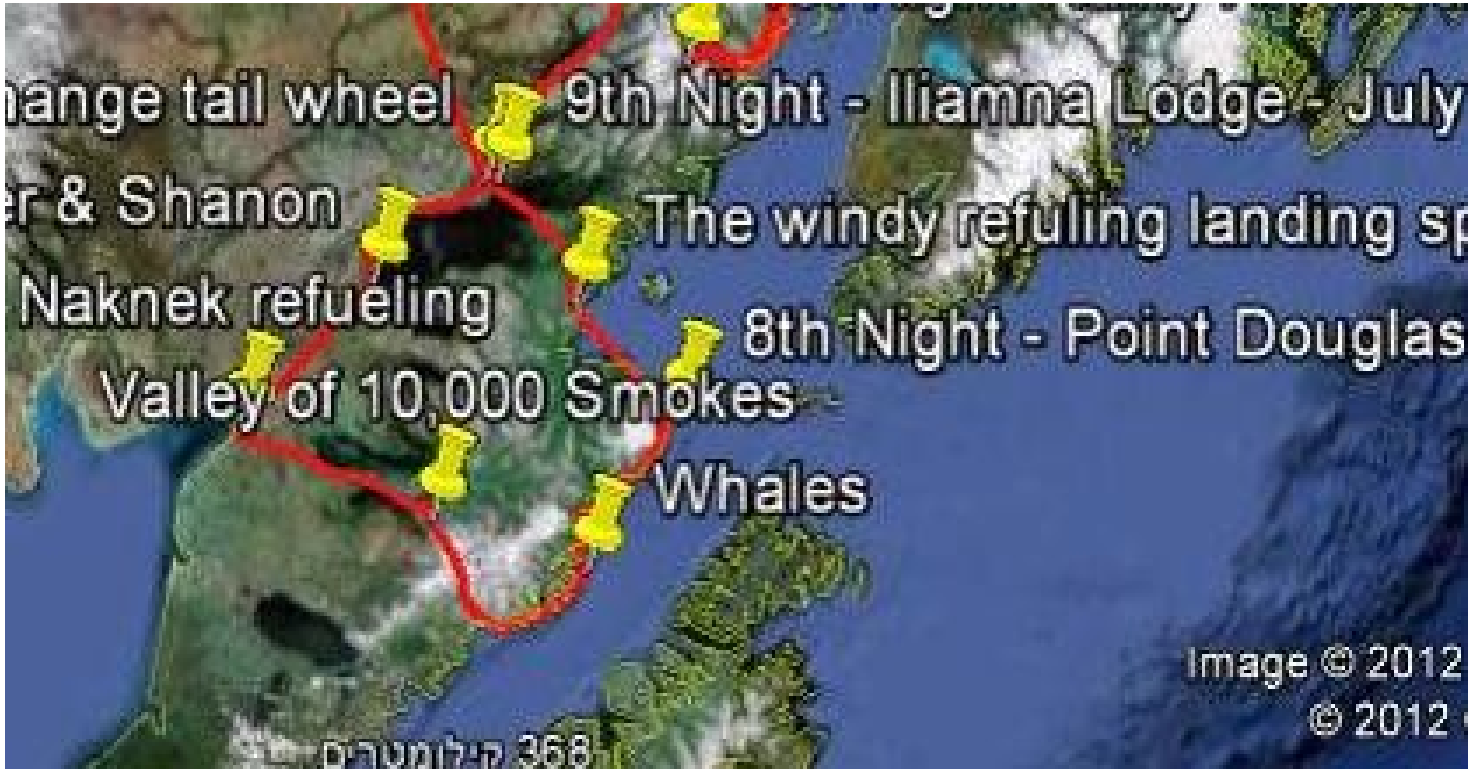 hange tail wheel
9th Night - Iliamna Lodge - July
er & Shanon
The windy refuling landing sp
Naknek refueling
8th Night - Point Douglas
Valley of 10,000 Smokes
Whales
Image © 2012
© 2012
368 קילומטרים